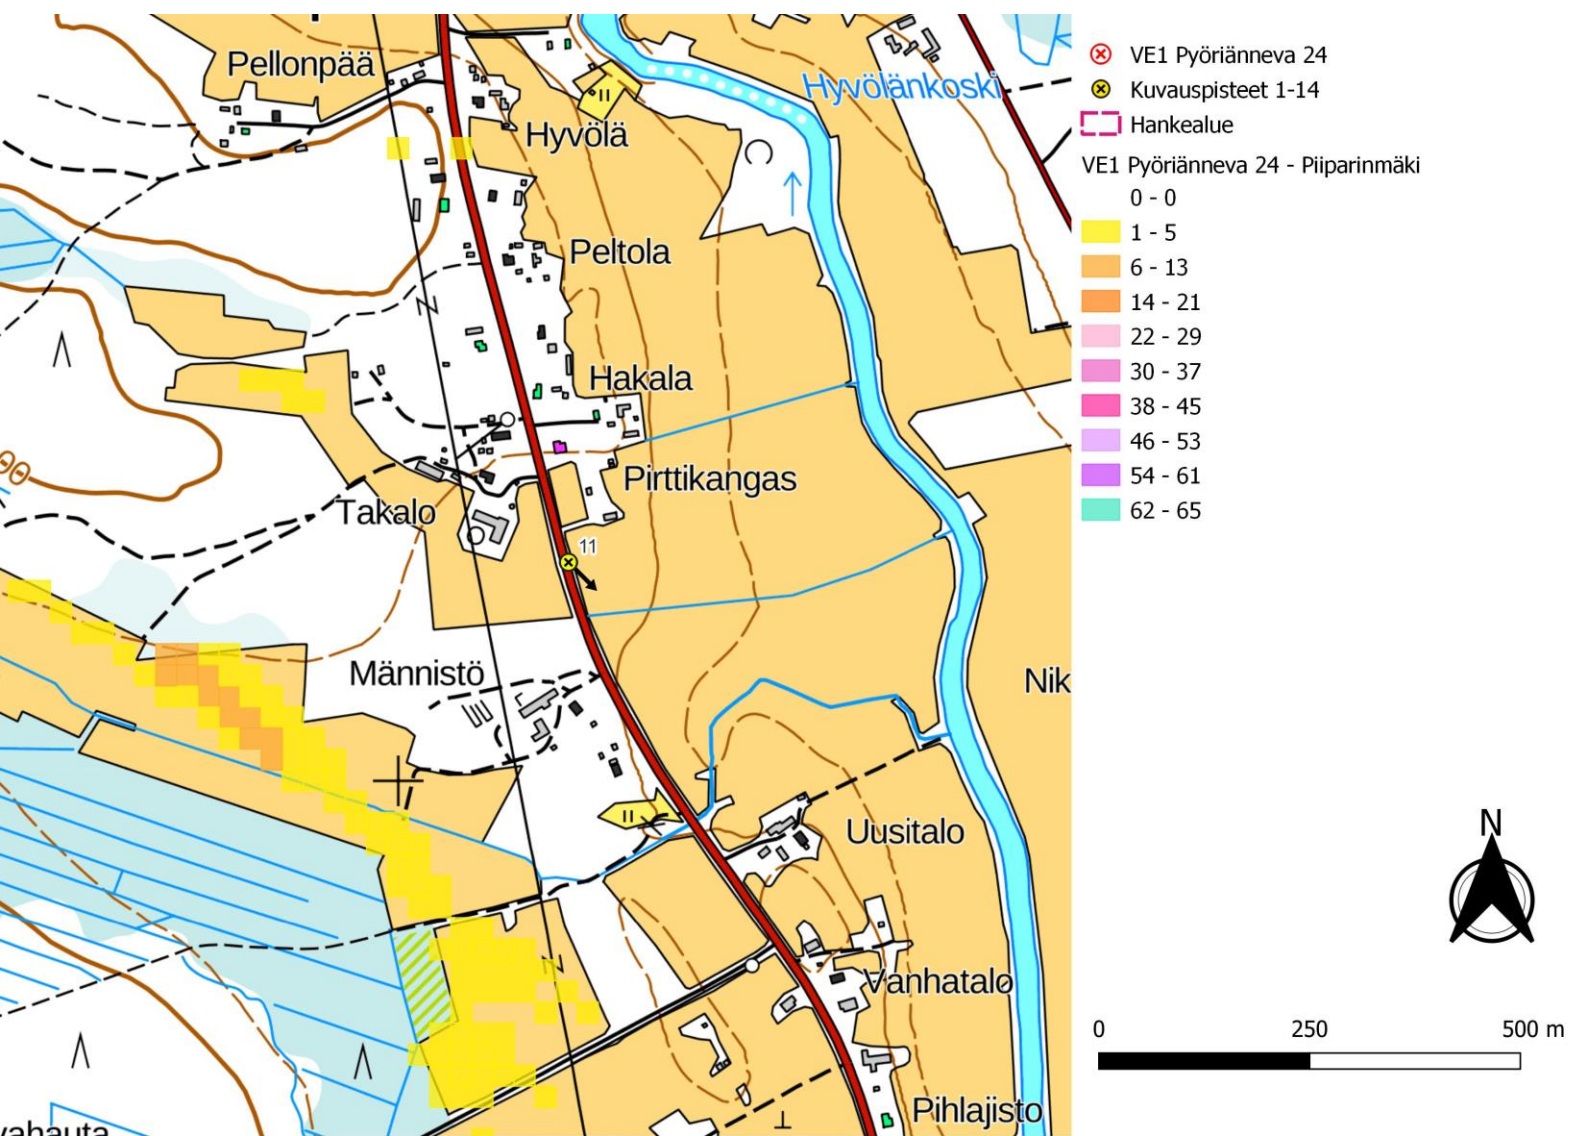 Pellonpää
Hyvölänkoski
Hyvölä
Peltola
Hakala
Pirttikangas
Takalo
11
Männistö
Nik
Uusitalo
Vanhatalo
Pihlajisto
vahauta
00
VE1 Pyöriänneva 24
Kuvauspisteet 1-14
Hankealue
VE1 Pyöriänneva 24 - Piiparinmäki
0 - 0
1 - 5
6 - 13
14 - 21
22 - 29
30 - 37
38 - 45
46 - 53
54 - 61
62 - 65
N
0 250 500 m